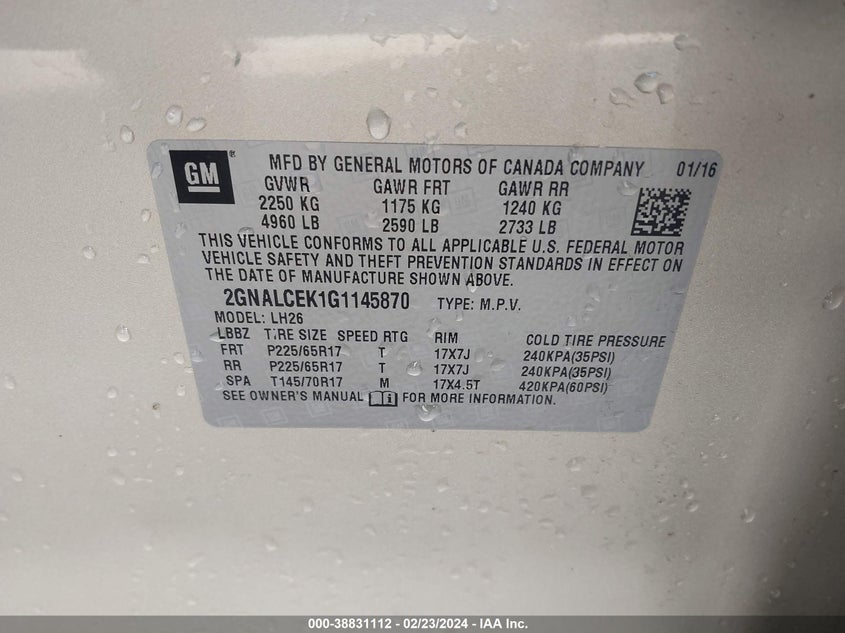 GM® MFD BY GENERAL MOTORS OF CANADA COMPANY 01/16
GVWR GAWR FRT GAWR RR
2250 KG 1175 KG 1240 KG
4960 LB 2590 LB 2733 LB
THIS VEHICLE CONFORMS TO ALL APPLICABLE U.S. FEDERAL MOTOR
VEHICLE SAFETY AND THEFT PREVENTION STANDARDS IN EFFECT ON
THE DATE OF MANUFACTURE SHOWN ABOVE.
2GNALCEK1G1145870 TYPE: M.P.V.
MODEL: LH26
LBBZ TIRE SIZE SPEED RTG RIM COLD TIRE PRESSURE
FRT P225/65R17 T 17X7J 240KPA(35PSI)
RR P225/65R17 T 17X7J 240KPA(35PSI)
SPA T145/70R17 M 17X4.5T 420KPA(60PSI)
SEE OWNER'S MANUAL FOR MORE INFORMATION.
000-38831112 - 02/23/2024 - IAA Inc.